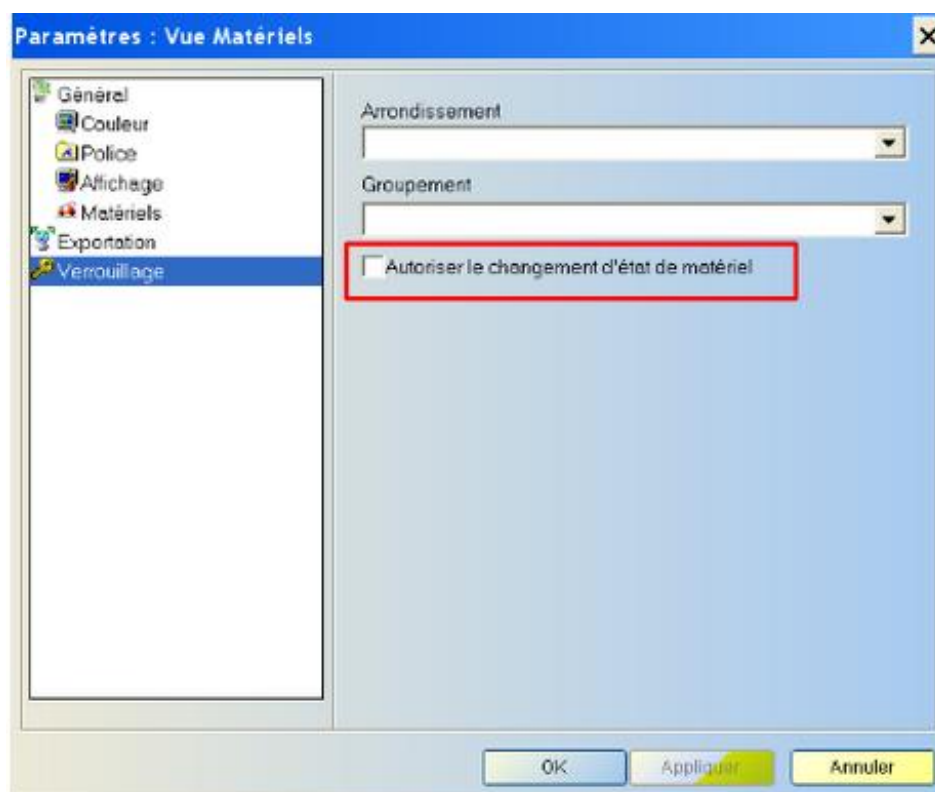 Paramètres : Vue Matériels
Général
Couleur
Police
Affichage
Matériels
Exportation
Verrouillage
Arrondissement
Groupement
Autoriser le changement d'état de matériel
OK
Appliquer
Annuler